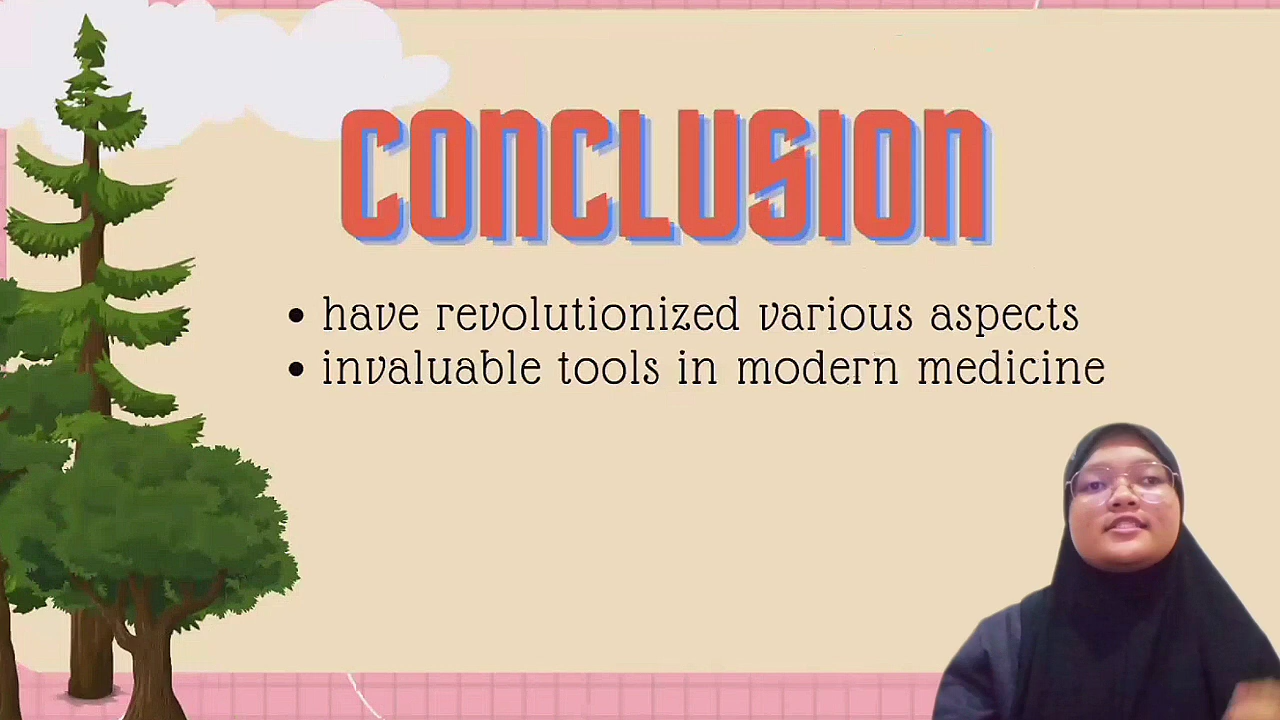 CONCLUSION
• have revolutionized various aspects
• invaluable tools in modern medicine